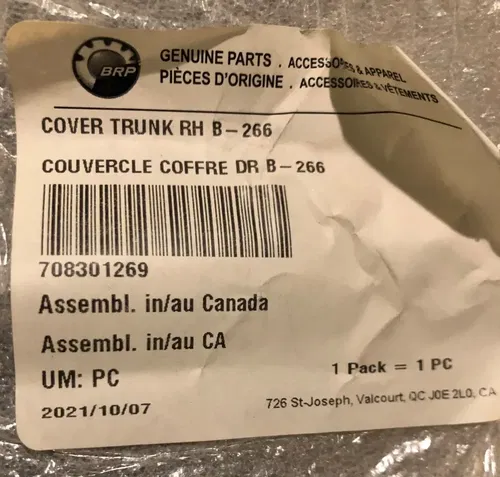 BRP
GENUINE PARTS . ACCESSORIES & APPAREL
PIÈCES D'ORIGINE . ACCESSOIRES & VÊTEMENTS
COVER TRUNK RH B-266
COUVERCLE COFFRE DR B-266
708301269
Assembl. in/au Canada
Assembl. in/au CA
UM: PC
1 Pack = 1 PC
2021/10/07
726 St-Joseph, Valcourt, QC J0E 2L0, CA